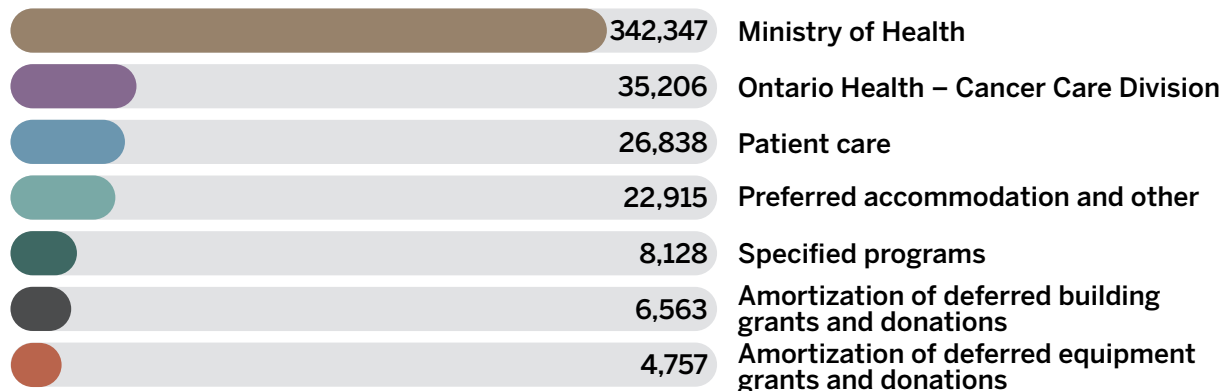 342,347 Ministry of Health
35,206 Ontario Health – Cancer Care Division
26,838 Patient care
22,915 Preferred accommodation and other
8,128 Specified programs
6,563 Amortization of deferred building
grants and donations
4,757 Amortization of deferred equipment
grants and donations